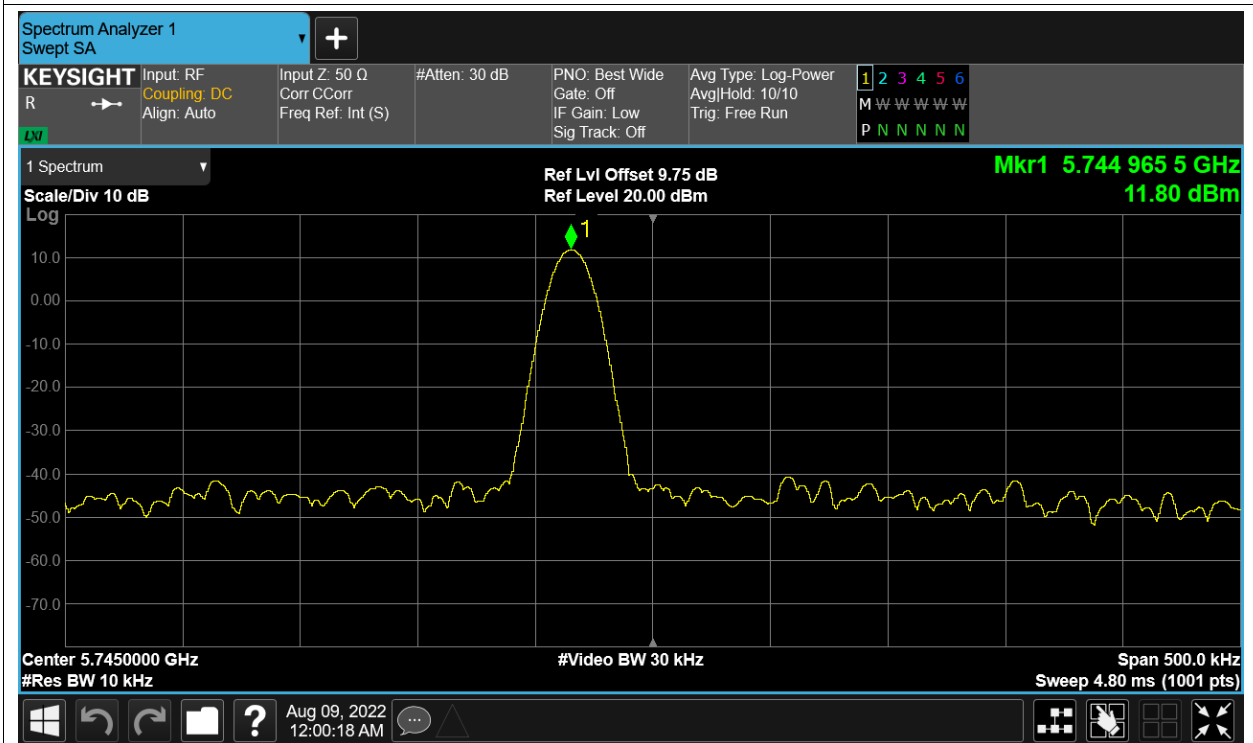 Spectrum Analyzer 1
Swept SA
+
KEYSIGHT
R
LXI
Input: RF
Coupling: DC
Align: Auto
Input Z: 50 Ω
Corr CCorr
Freq Ref: Int (S)
#Atten: 30 dB
PNO: Best Wide
Gate: Off
IF Gain: Low
Sig Track: Off
Avg Type: Log-Power
Avg|Hold: 10/10
Trig: Free Run
1 2 3 4 5 6
M W W W W W
P N N N N N
1 Spectrum
Scale/Div 10 dB
Ref Lvl Offset 9.75 dB
Ref Level 20.00 dBm
Mkr1 5.744 965 5 GHz
11.80 dBm
Log
1
10.0
0.00
-10.0
-20.0
-30.0
-40.0
-50.0
-60.0
-70.0
Center 5.7450000 GHz
#Video BW 30 kHz
Span 500.0 kHz
#Res BW 10 kHz
Sweep 4.80 ms (1001 pts)
?
Aug 09, 2022
12:00:18 AM